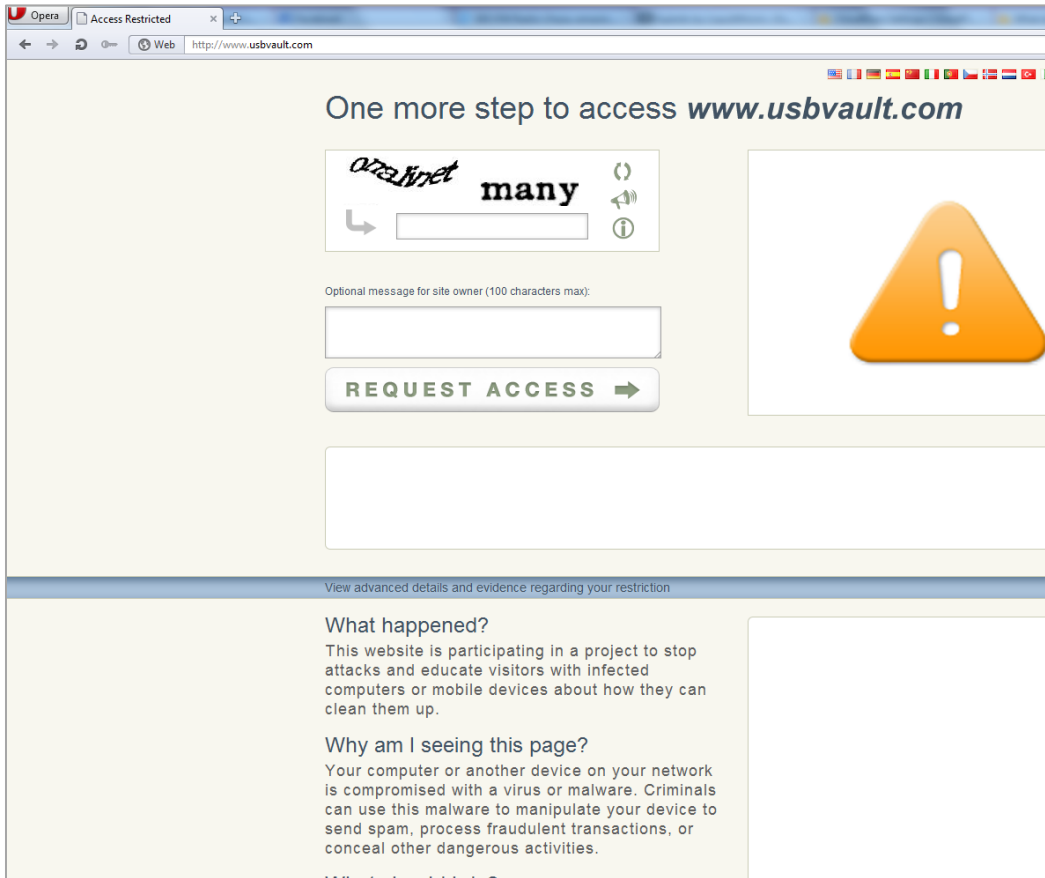 Opera
Access Restricted
Web
http://www.usbvault.com
One more step to access www.usbvault.com
many
Optional message for site owner (100 characters max):
REQUEST ACCESS
View advanced details and evidence regarding your restriction
What happened?
This website is participating in a project to stop
attacks and educate visitors with infected
computers or mobile devices about how they can
clean them up.
Why am I seeing this page?
Your computer or another device on your network
is compromised with a virus or malware. Criminals
can use this malware to manipulate your device to
send spam, process fraudulent transactions, or
conceal other dangerous activities.